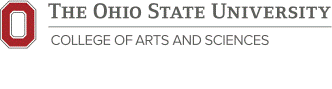 THE OHIO STATE UNIVERSITY
COLLEGE OF ARTS AND SCIENCES